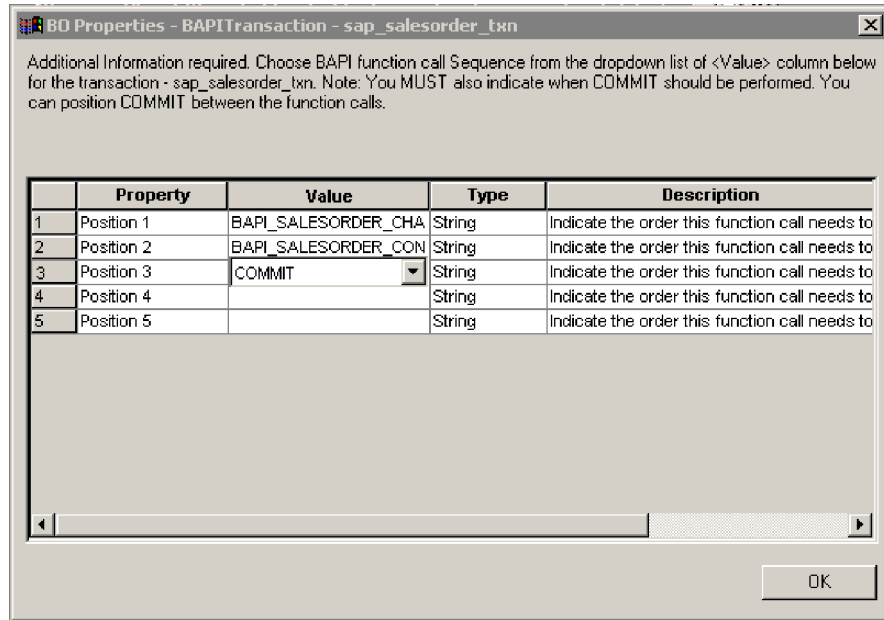 BO Properties - BAPITransaction - sap_salesorder_txn
Additional Information required. Choose BAPI function call Sequence from the dropdown list of <Value> column below
for the transaction - sap_salesorder_txn. Note: You MUST also indicate when COMMIT should be performed. You
can position COMMIT between the function calls.
Property Value Type Description
1 Position 1 BAPI_SALESORDER_CHA String Indicate the order this function call needs to
2 Position 2 BAPI_SALESORDER_CON String Indicate the order this function call needs to
3 Position 3 COMMIT String Indicate the order this function call needs to
4 Position 4 String Indicate the order this function call needs to
5 Position 5 String Indicate the order this function call needs to
OK